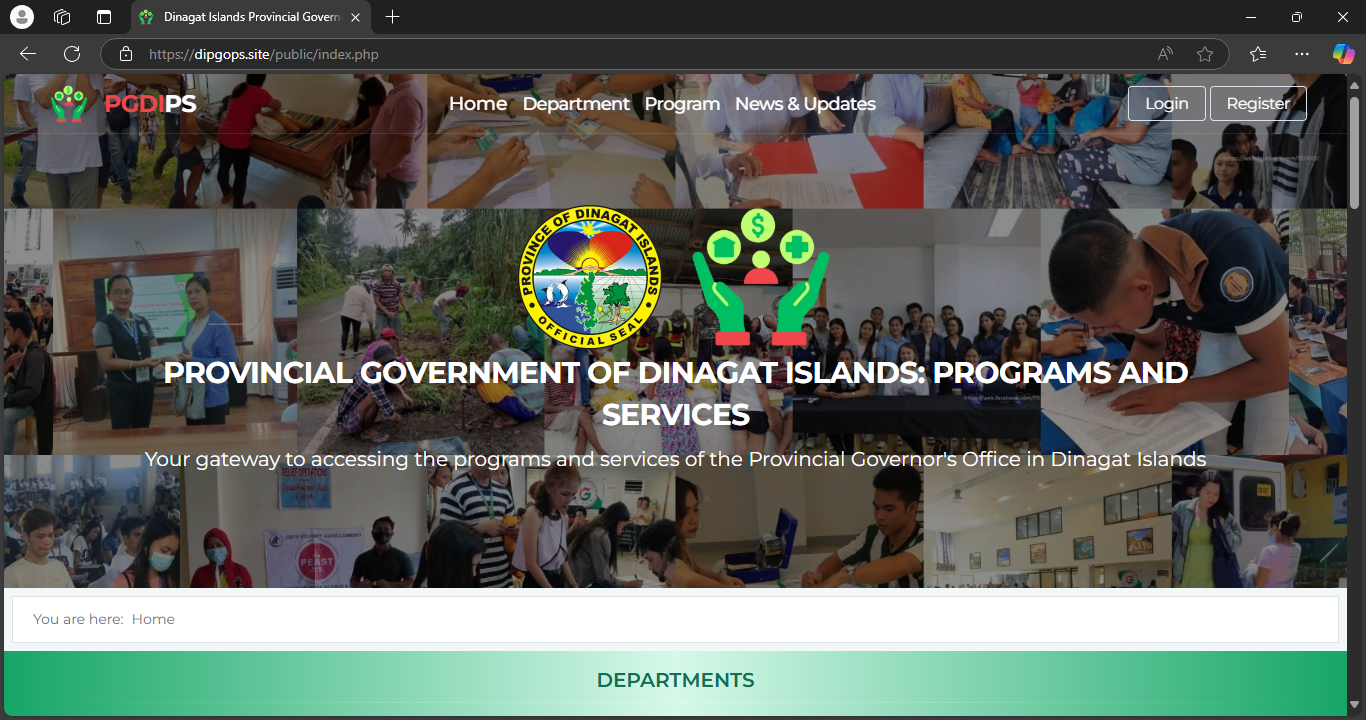 Dinagat Islands Provincial Govern
https://dipgops.site/public/index.php
PGDIPS
Home Department Program News & Updates
Login Register
PROVINCE OF DINAGAT ISLANDS
OFFICIAL SEAL
PROVINCIAL GOVERNMENT OF DINAGAT ISLANDS: PROGRAMS AND
SERVICES
Your gateway to accessing the programs and services of the Provincial Governor's Office in Dinagat Islands
FEAST
You are here: Home
DEPARTMENTS